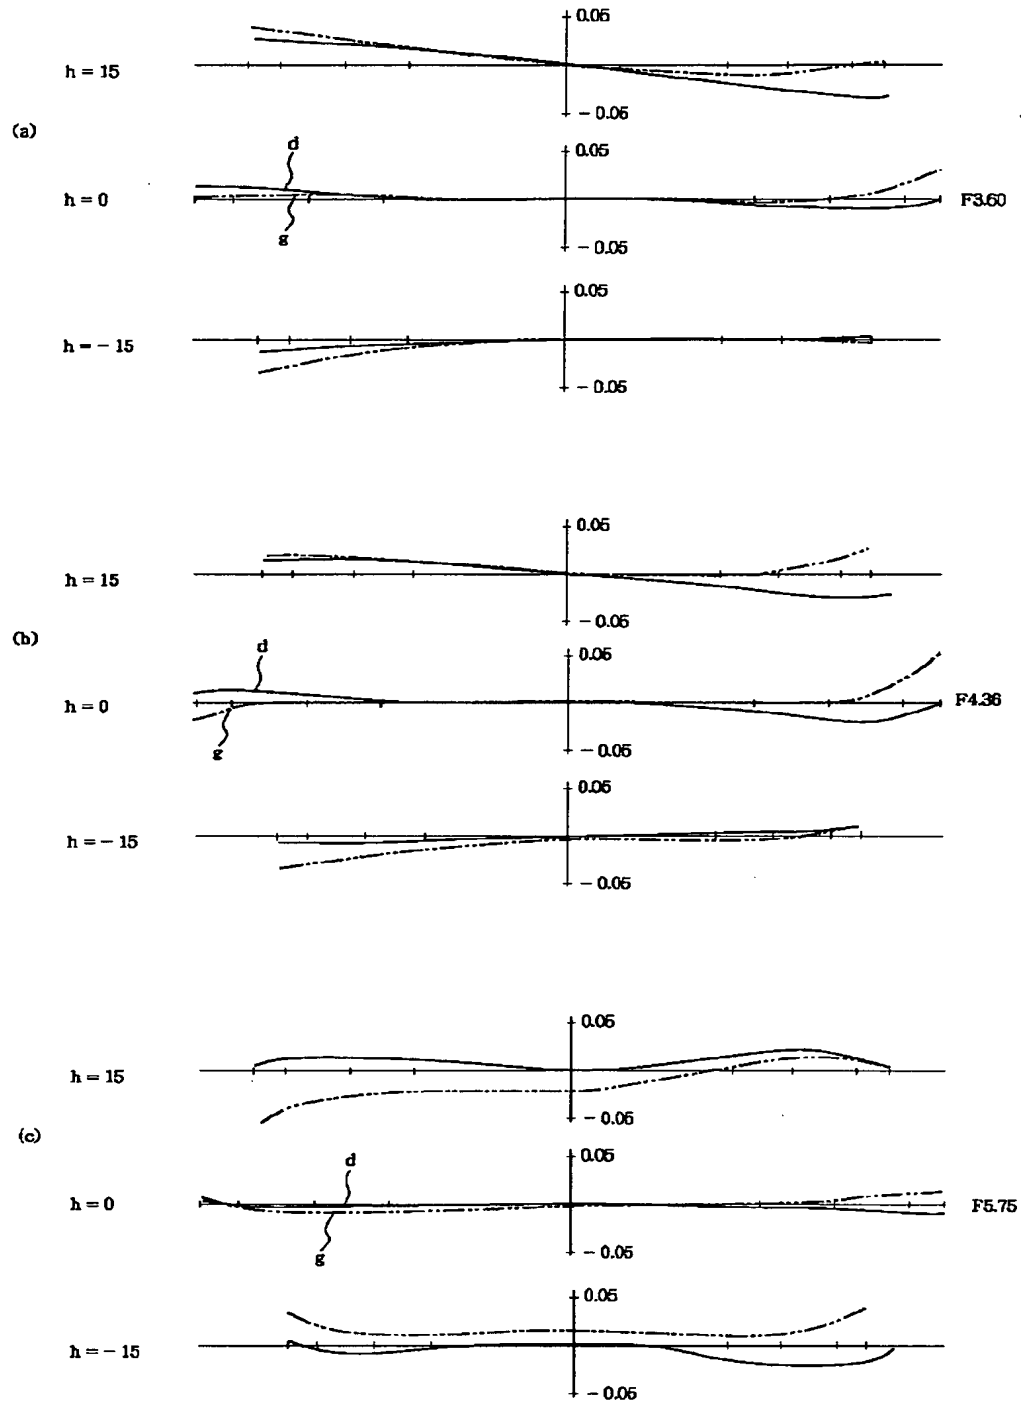 0.05
h = 15
− 0.05
(a)
0.05
d
h = 0
F3.60
g
− 0.05
0.05
h = − 15
− 0.05
0.05
h = 15
− 0.05
(b)
d
0.05
h = 0
F4.36
g
− 0.05
0.05
h = − 15
− 0.05
0.05
h = 15
− 0.05
(c)
d
0.05
h = 0
F5.75
g
− 0.05
0.05
h = − 15
− 0.05